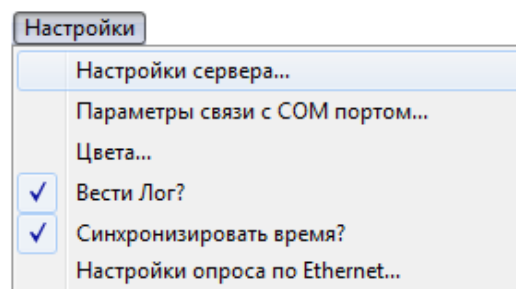 Настройки
Настройки сервера...
Параметры связи с COM портом...
Цвета...
Вести Лог?
Синхронизировать время?
Настройки опроса по Ethernet...